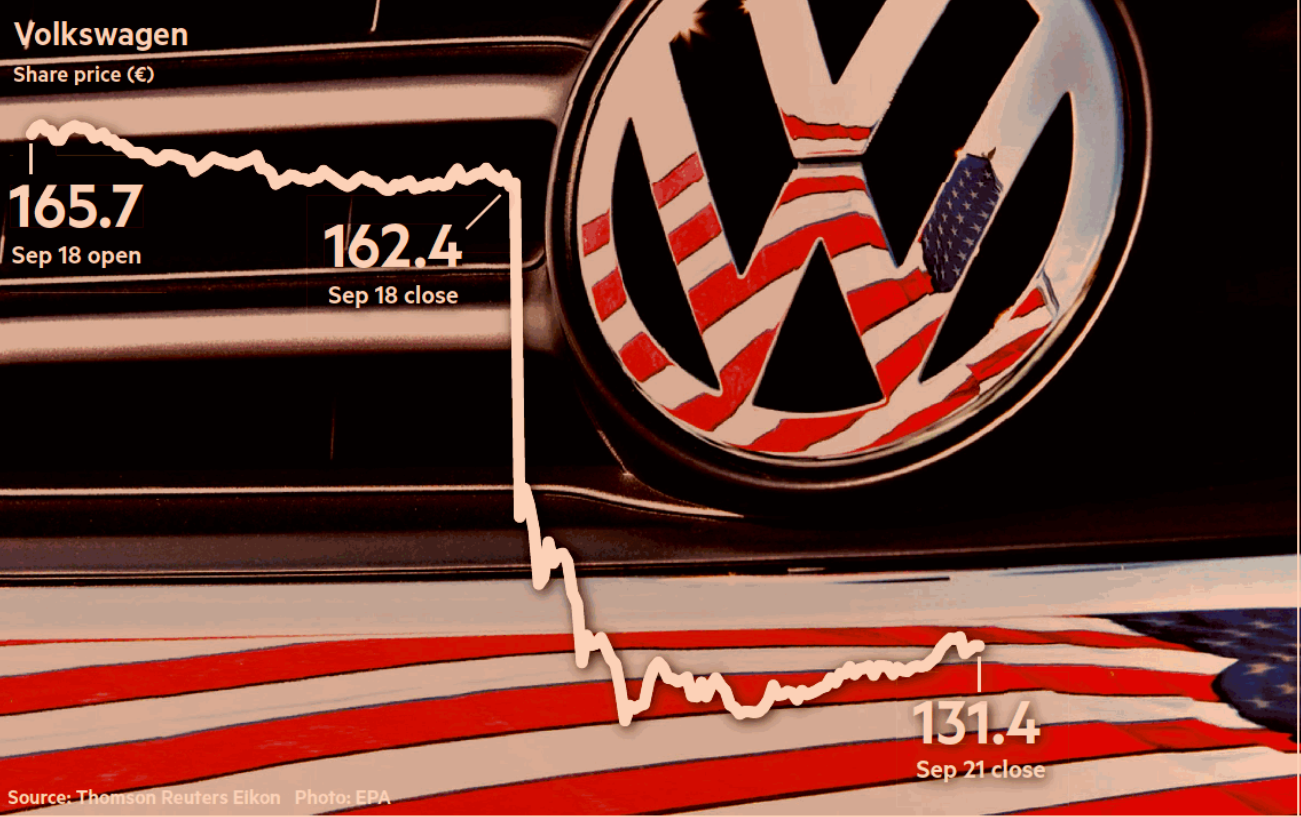 Volkswagen
Share price (€)
165.7
Sep 18 open
162.4
Sep 18 close
131.4
Sep 21 close
Source: Thomson Reuters Eikon Photo: EPA